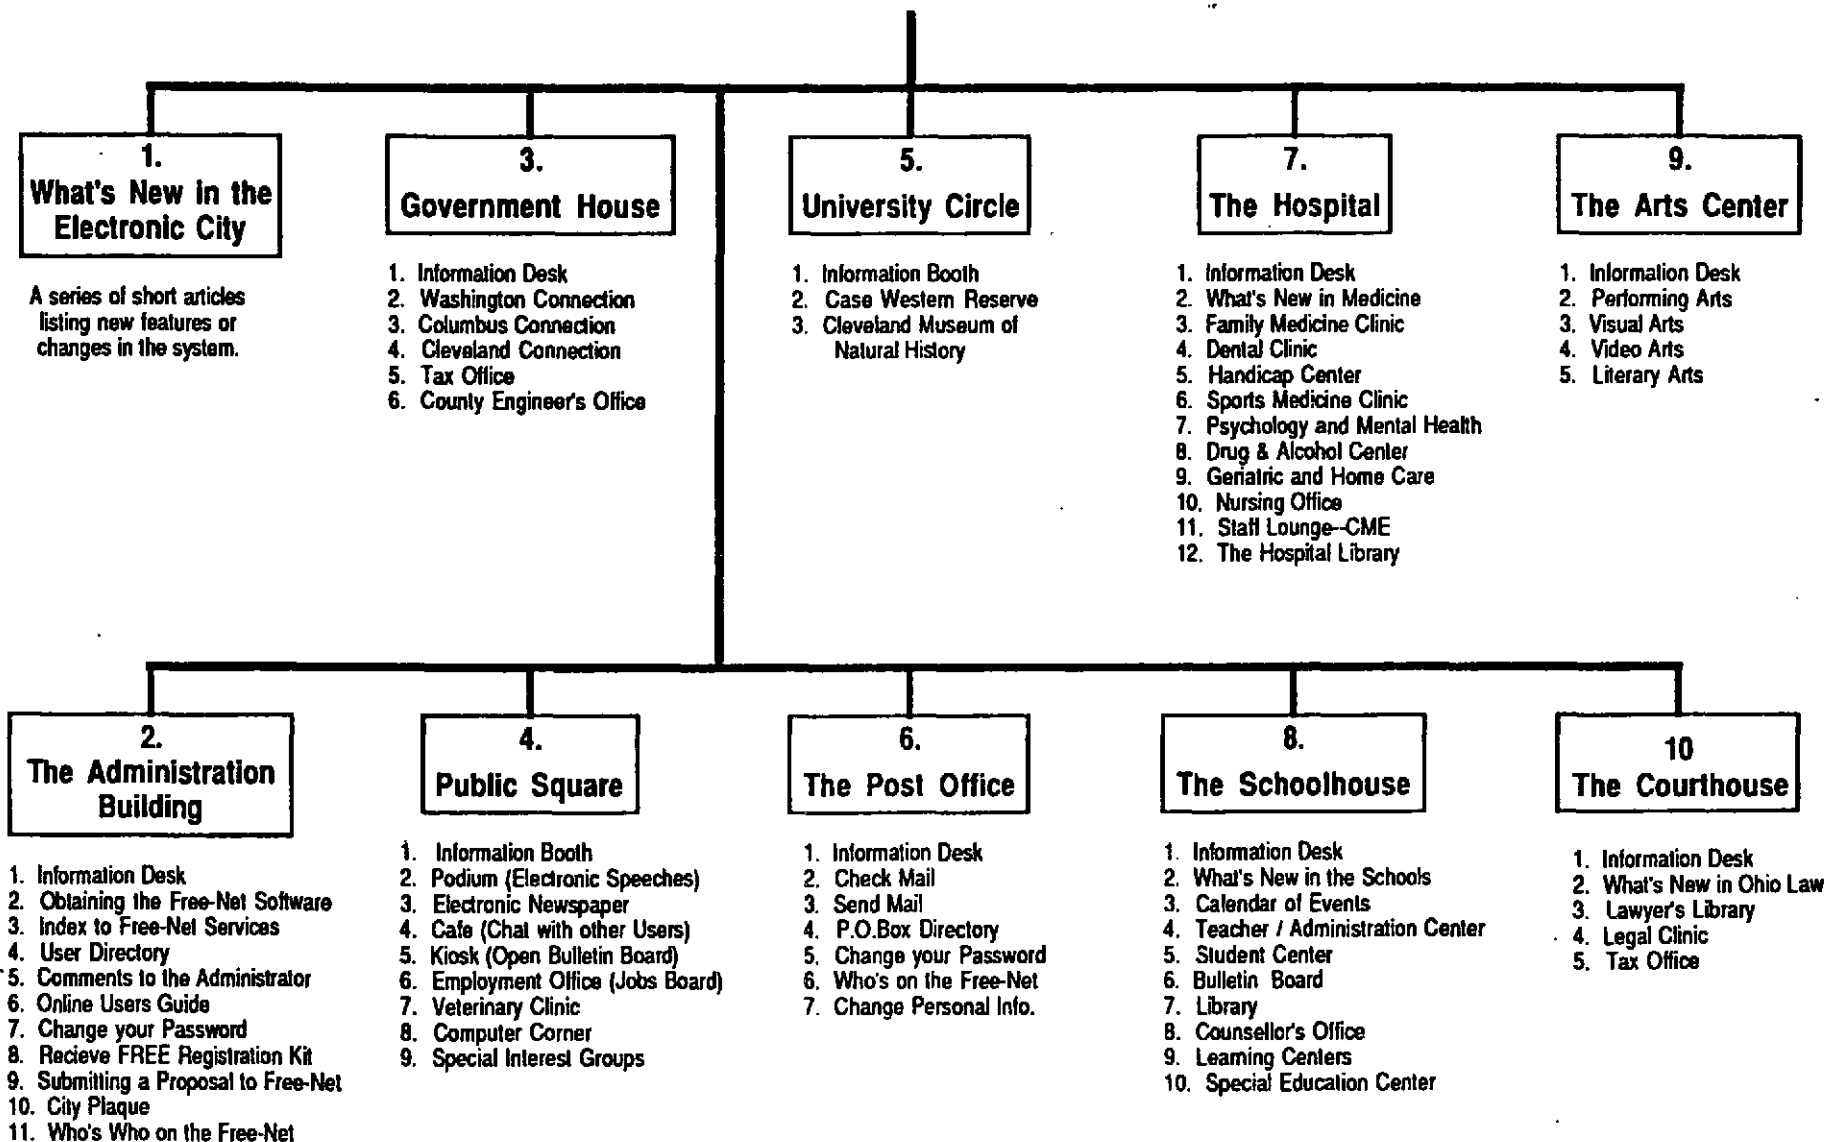 1.
What's New in the
Electronic City
A series of short articles
listing new features or
changes in the system.
3.
Government House
1. Information Desk
2. Washington Connection
3. Columbus Connection
4. Cleveland Connection
5. Tax Office
6. County Engineer's Office
5.
University Circle
1. Information Booth
2. Case Western Reserve
3. Cleveland Museum of
Natural History
7.
The Hospital
1. Information Desk
2. What's New in Medicine
3. Family Medicine Clinic
4. Dental Clinic
5. Handicap Center
6. Sports Medicine Clinic
7. Psychology and Mental Health
8. Drug & Alcohol Center
9. Geriatric and Home Care
10. Nursing Office
11. Staff Lounge--CME
12. The Hospital Library
9.
The Arts Center
1. Information Desk
2. Performing Arts
3. Visual Arts
4. Video Arts
5. Literary Arts
2.
The Administration
Building
1. Information Desk
2. Obtaining the Free-Net Software
3. Index to Free-Net Services
4. User Directory
5. Comments to the Administrator
6. Online Users Guide
7. Change your Password
8. Recieve FREE Registration Kit
9. Submitting a Proposal to Free-Net
10. City Plaque
11. Who's Who on the Free-Net
4.
Public Square
1. Information Booth
2. Podium (Electronic Speeches)
3. Electronic Newspaper
4. Cafe (Chat with other Users)
5. Kiosk (Open Bulletin Board)
6. Employment Office (Jobs Board)
7. Veterinary Clinic
8. Computer Corner
9. Special Interest Groups
6.
The Post Office
1. Information Desk
2. Check Mail
3. Send Mail
4. P.O.Box Directory
5. Change your Password
6. Who's on the Free-Net
7. Change Personal Info.
8.
The Schoolhouse
1. Information Desk
2. What's New in the Schools
3. Calendar of Events
4. Teacher / Administration Center
5. Student Center
6. Bulletin Board
7. Library
8. Counsellor's Office
9. Learning Centers
10. Special Education Center
10
The Courthouse
1. Information Desk
2. What's New in Ohio Law
3. Lawyer's Library
4. Legal Clinic
5. Tax Office